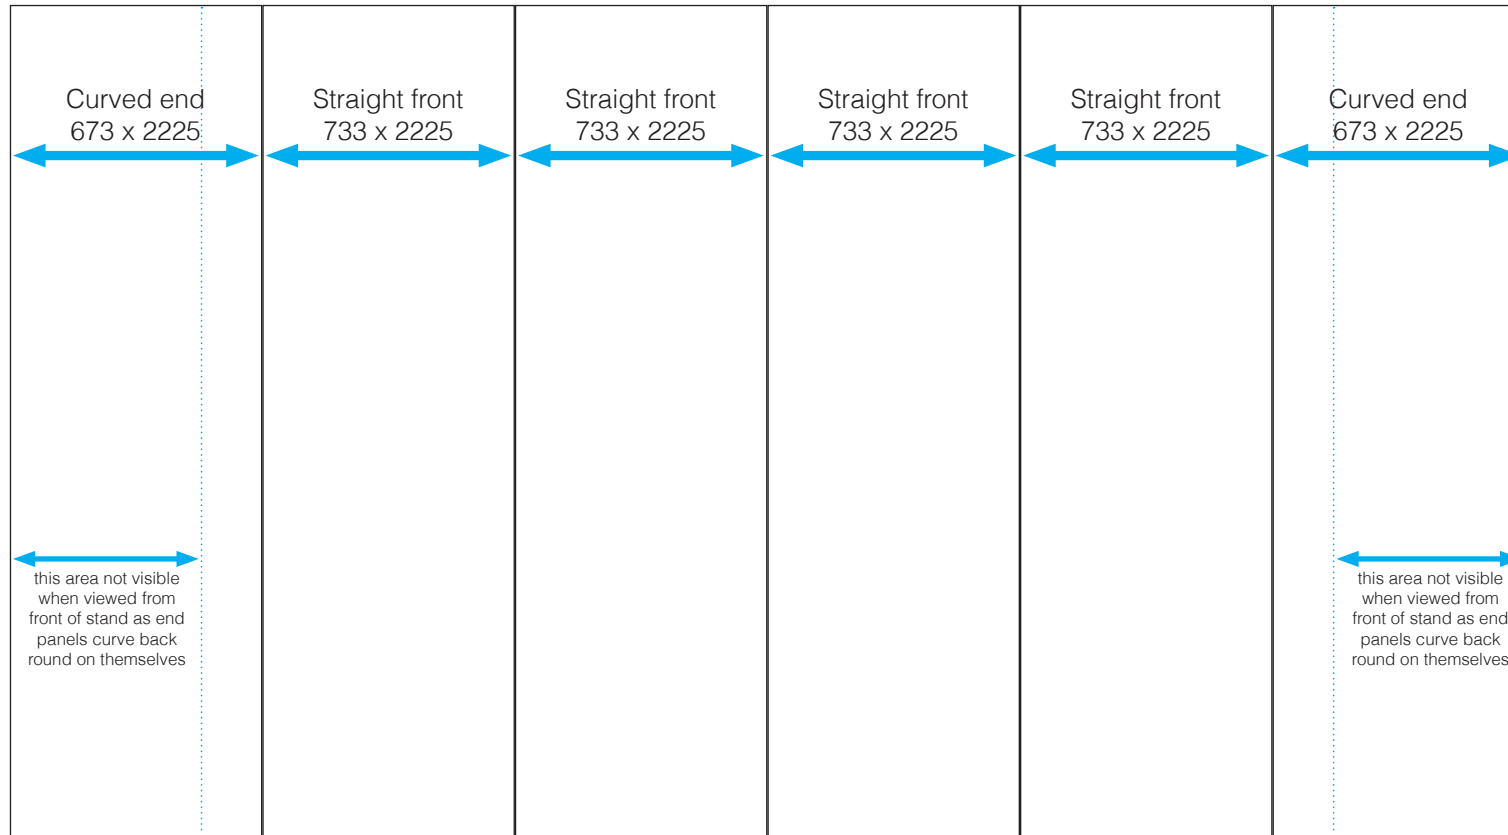 Curved end
673 x 2225
Straight front
733 x 2225
Straight front
733 x 2225
Straight front
733 x 2225
Straight front
733 x 2225
Curved end
673 x 2225
this area not visible
when viewed from
front of stand as end
panels curve back
round on themselves
this area not visible
when viewed from
front of stand as end
panels curve back
round on themselves